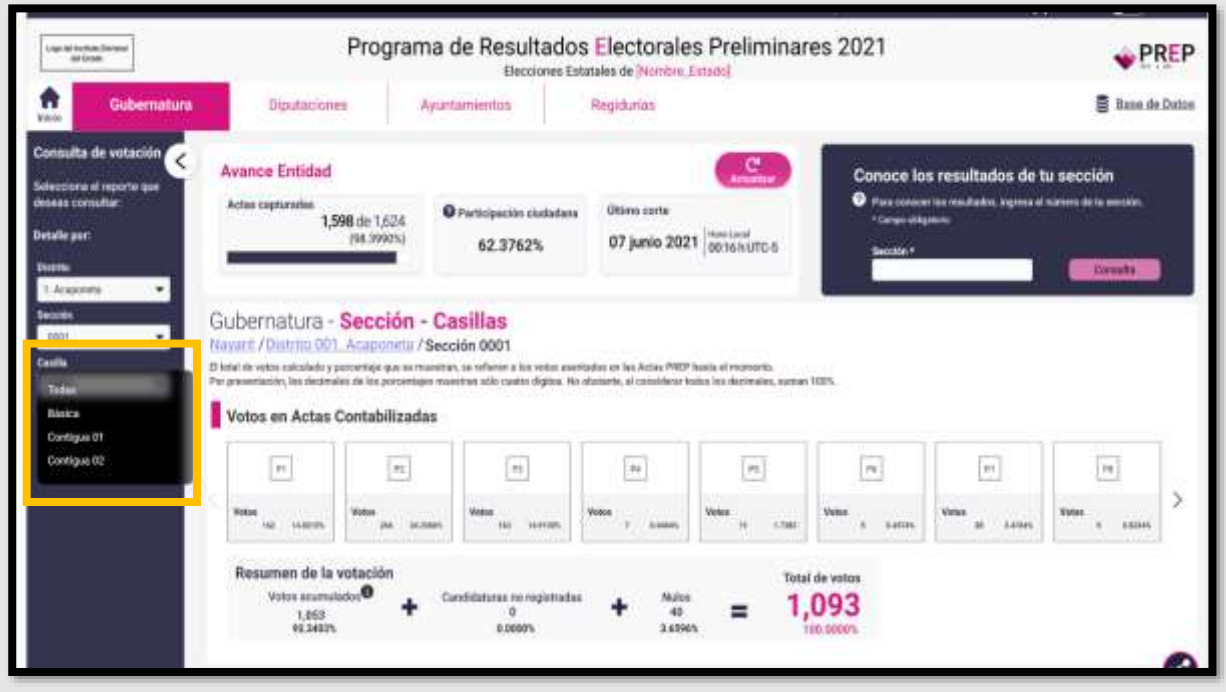 Logo del Instituto Electoral
del Estado
Programa de Resultados Electorales Preliminares 2021
Elecciones Estatales de [Nombre_Estado]
PREP
Inicio
Gubernatura
Diputaciones
Ayuntamientos
Regidurías
Base de Datos
Consulta de votación
Selecciona el reporte que
deseas consultar:
Detalle por:
Distrito
1. Acaponeta
Sección
0001
Casilla
Todas
Básica
Contigua 01
Contigua 02
Avance Entidad
Actualizar
Actas capturadas
1,598 de 1,624
(98.3990%)
Participación ciudadana
62.3762%
Último corte
07 junio 2021
Hora Local
00:16 h UTC-5
Conoce los resultados de tu sección
Para conocer los resultados, ingresa el número de tu sección.
* Campo obligatorio
Sección *
Consulta
Gubernatura - Sección - Casillas
Nayarit / Distrito 001. Acaponeta / Sección 0001
El total de votos calculado y porcentaje que se muestran, se refieren a los votos asentados en las Actas PREP hasta el momento.
Por presentación, los decimales de los porcentajes muestran sólo cuatro dígitos. No obstante, al considerar todos los decimales, suman 100%.
Votos en Actas Contabilizadas
P1
P2
P3
P4
P5
P6
P7
P8
Votos
162
Votos
Votos
Votos
7
Votos
Votos
Votos
Votos
Resumen de la votación
Votos acumulados
1,053
Candidaturas no registradas
0
0.0000%
Nulos
40
3.6596%
Total de votos
1,093
100.0000%